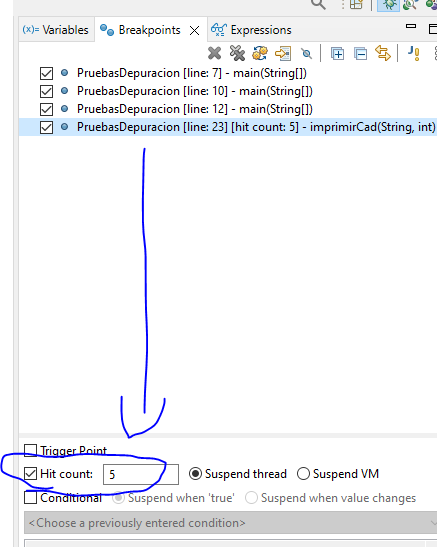 (x)= Variables Breakpoints Expressions
PruebasDepuracion [line: 7] - main(String[])
PruebasDepuracion [line: 10] - main(String[])
PruebasDepuracion [line: 12] - main(String[])
PruebasDepuracion [line: 23] [hit count: 5] - imprimirCad(String, int)
Trigger Point
Hit count: 5 Suspend thread Suspend VM
Conditional Suspend when 'true' Suspend when value changes
<Choose a previously entered condition>